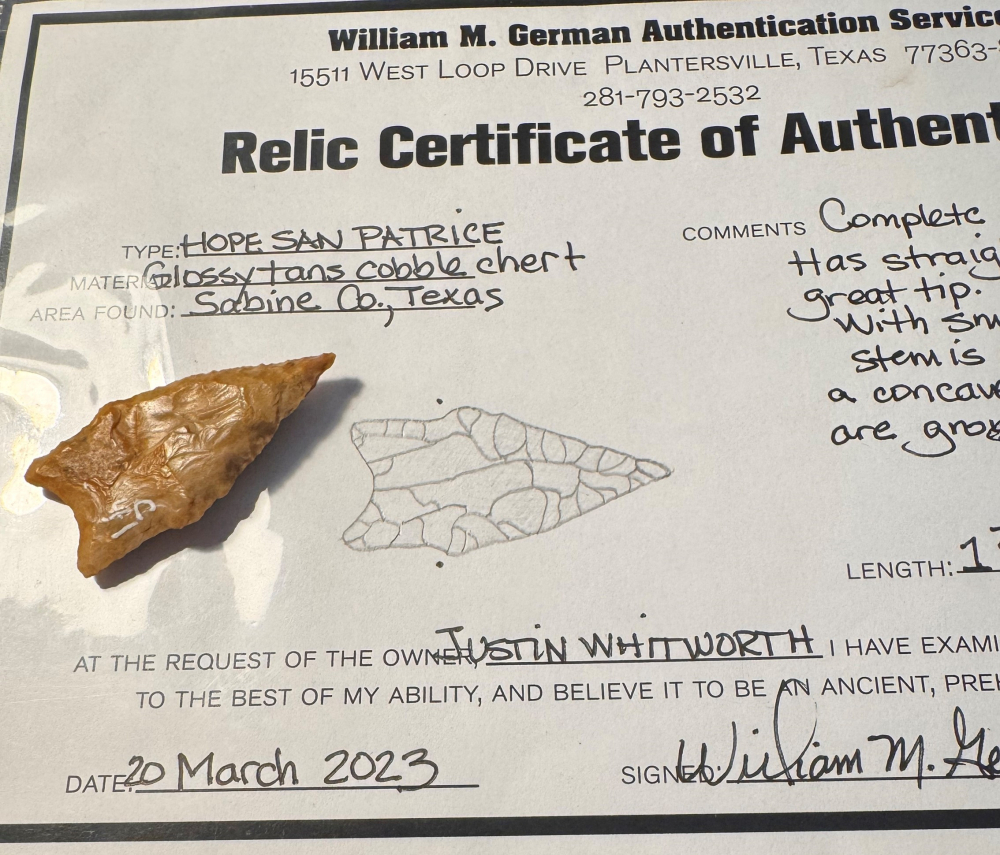 William M. German Authentication Servic
15511 West Loop Drive Plantersville, Texas 77363-
281-793-2532
Relic Certificate of Authent
TYPE: HOPE SAN PATRICE
MATERI Glossy tans cobble chert
AREA FOUND: Sabine Co., Texas
COMMENTS Complete
Has straig
great tip.
With sm
stem is
a concave
are gro
LENGTH: 1
AT THE REQUEST OF THE OWNER, JUSTIN WHITWORTH I HAVE EXAMI
TO THE BEST OF MY ABILITY, AND BELIEVE IT TO BE AN ANCIENT, PREH
DATE: 20 March 2023
SIGNED: William M. Ge